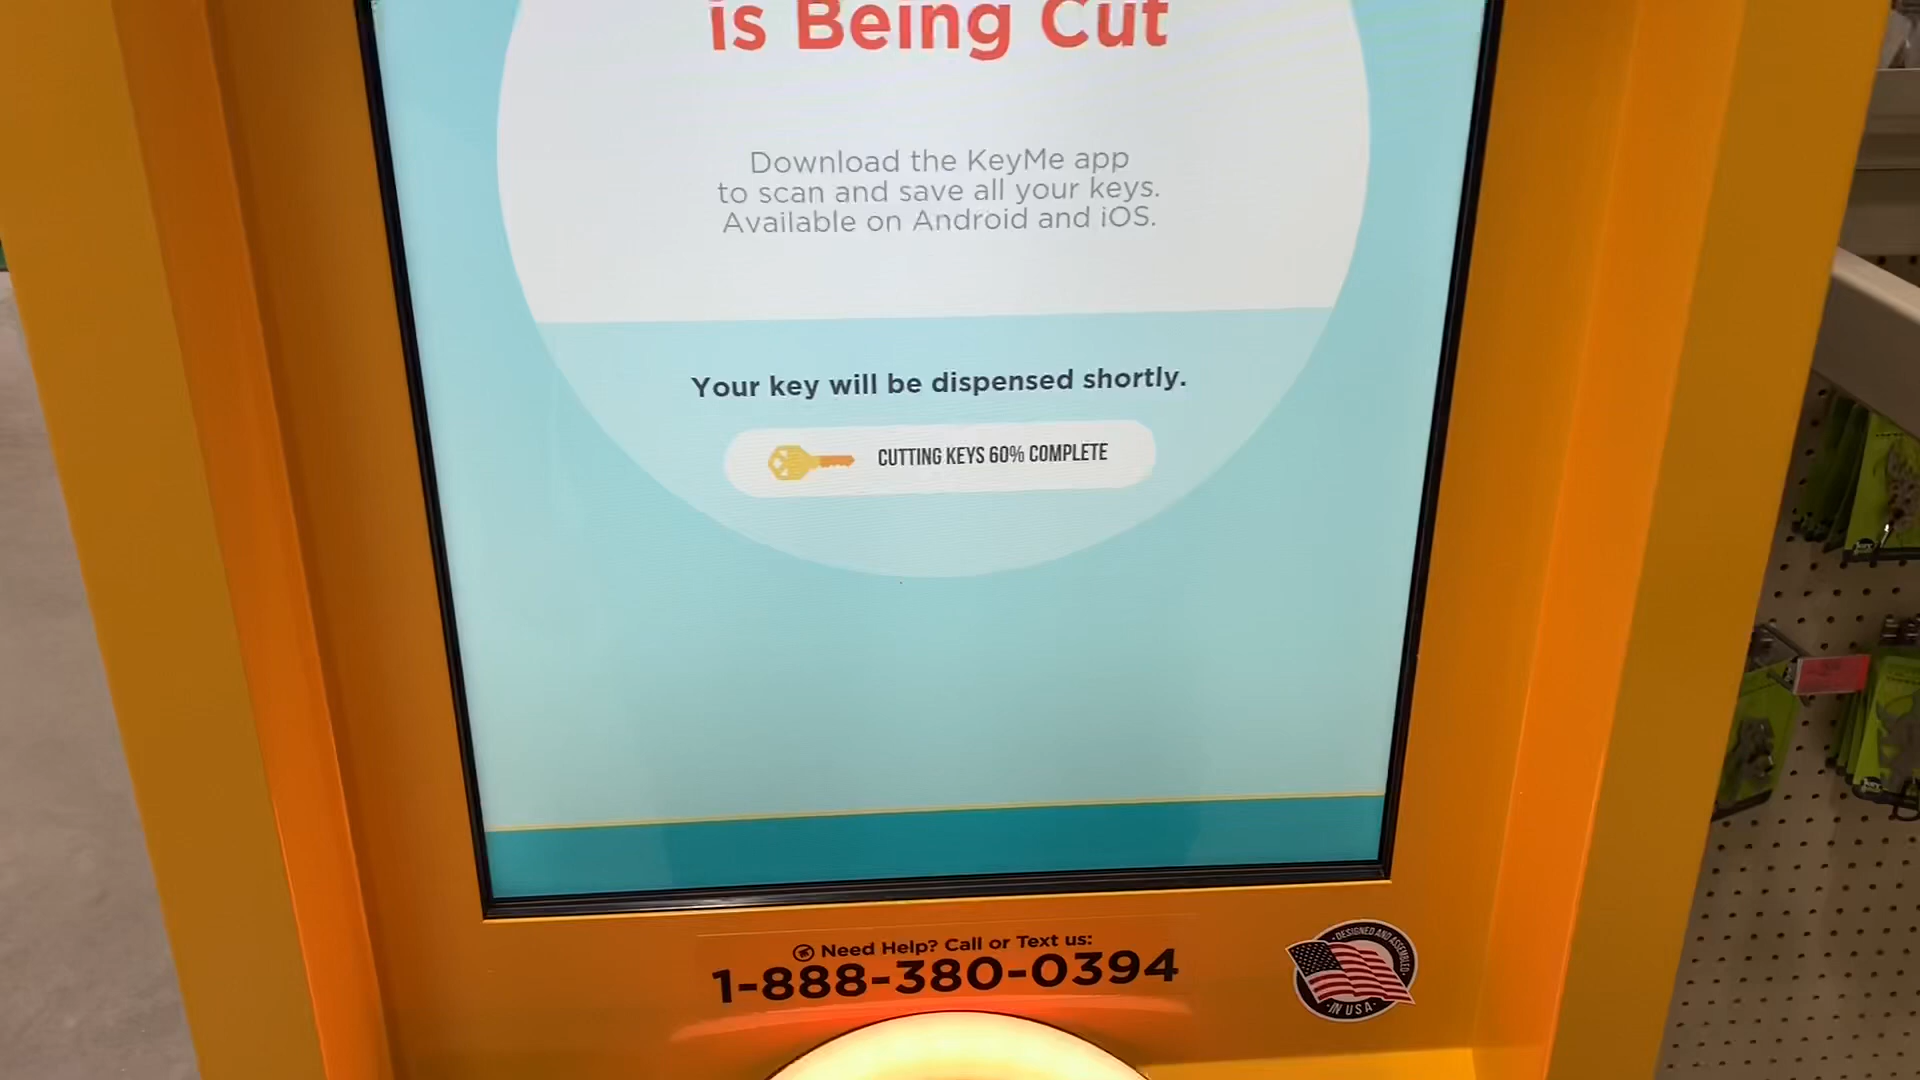 is Being Cut
Download the KeyMe app
to scan and save all your keys.
Available on Android and iOS.
Your key will be dispensed shortly.
CUTTING KEYS 60% COMPLETE
Need Help? Call or Text us:
1-888-380-0394
DESIGNED AND ASSEMBLED
IN USA